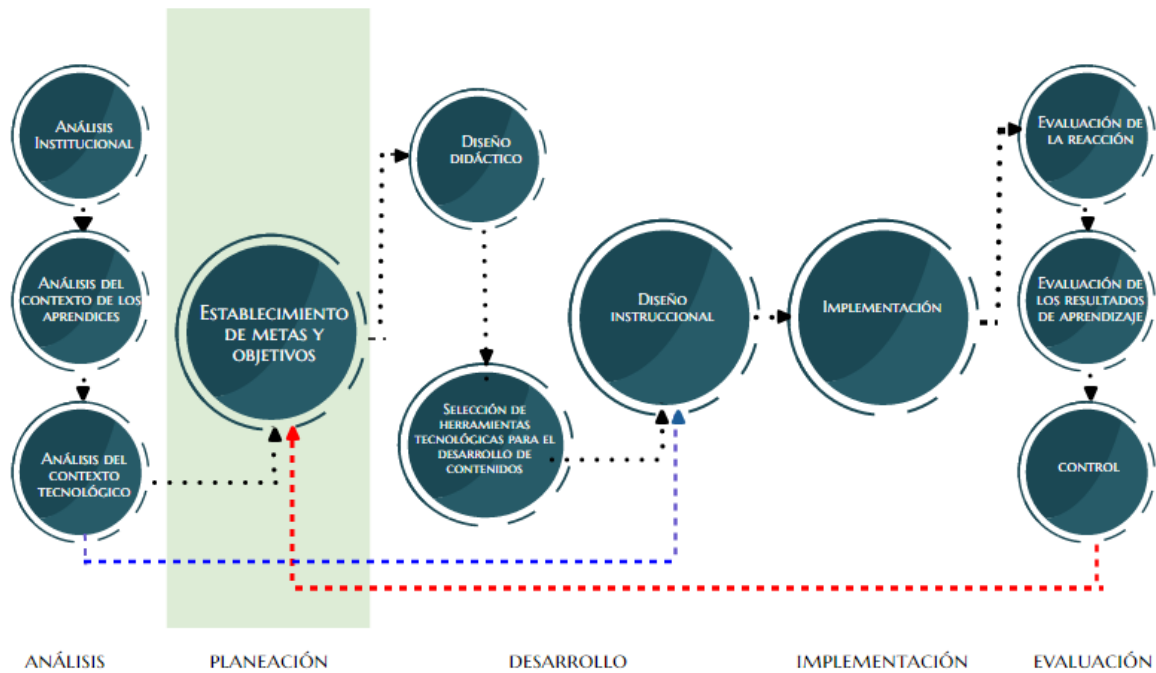 ANÁLISIS
INSTITUCIONAL
ANÁLISIS DEL
CONTEXTO DE LOS
APRENDICES
ANÁLISIS DEL
CONTEXTO
TECNOLÓGICO
ESTABLECIMIENTO
DE METAS Y
OBJETIVOS
DISEÑO
DIDÁCTICO
SELECCIÓN DE
HERRAMIENTAS
TECNOLÓGICAS PARA EL
DESARROLLO DE
CONTENIDOS
DISEÑO
INSTRUCCIONAL
IMPLEMENTACIÓN
EVALUACIÓN DE
LA REACCIÓN
EVALUACIÓN DE
LOS RESULTADOS
DE APRENDIZAJE
CONTROL
ANÁLISIS
PLANEACIÓN
DESARROLLO
IMPLEMENTACIÓN
EVALUACIÓN